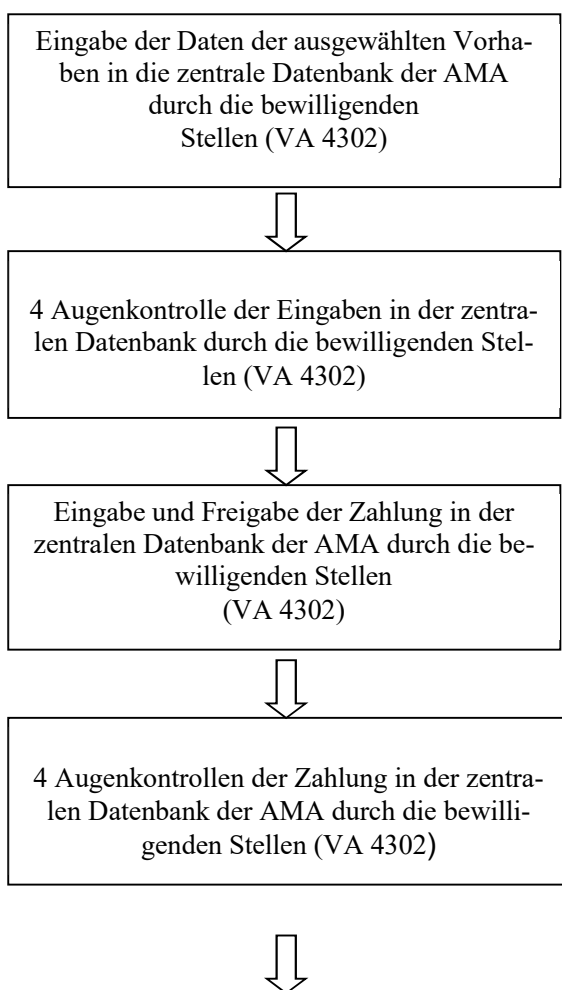 Eingabe der Daten der ausgewählten Vorha-
ben in die zentrale Datenbank der AMA
durch die bewilligenden
Stellen (VA 4302)
4 Augenkontrolle der Eingaben in der zentra-
len Datenbank durch die bewilligenden Stel-
len (VA 4302)
Eingabe und Freigabe der Zahlung in der
zentralen Datenbank der AMA durch die be-
willigenden Stellen
(VA 4302)
4 Augenkontrollen der Zahlung in der zentra-
len Datenbank der AMA durch die bewilli-
genden Stellen (VA 4302)